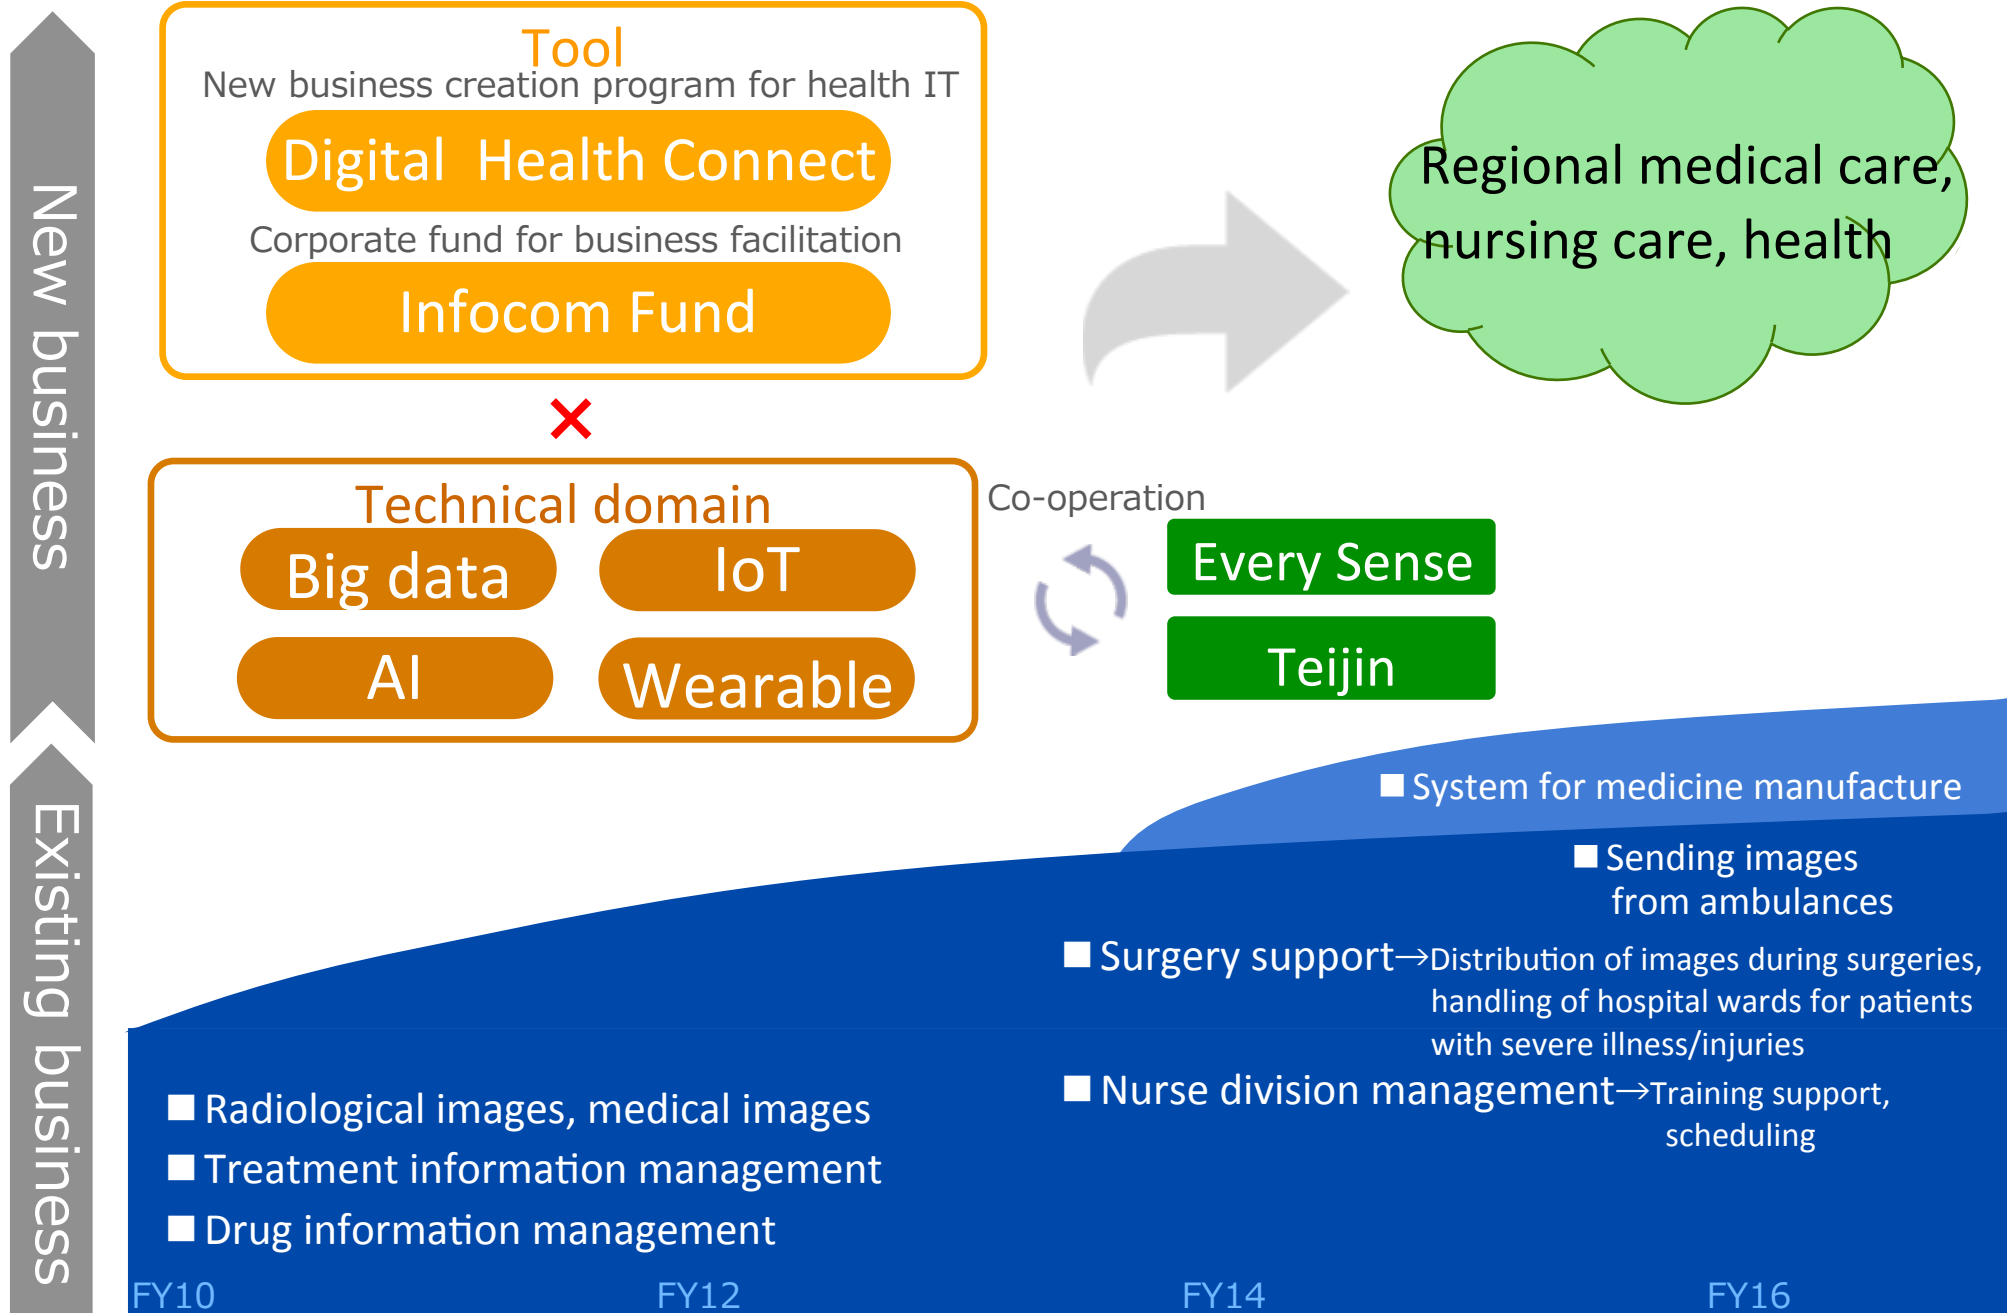 New business
Tool
New business creation program for health IT
Digital  Health Connect
Corporate fund for business facilitation
Infocom Fund
Regional medical care,
nursing care, health
×
Technical domain
Big data
IoT
AI
Wearable
Co-operation
Every Sense
Teijin
Existing business
■ System for medicine manufacture
■ Sending images
from ambulances
■ Surgery support→Distribution of images during surgeries,
handling of hospital wards for patients
with severe illness/injuries
■ Nurse division management→Training support,
scheduling
■ Radiological images, medical images
■ Treatment information management
■ Drug information management
FY10
FY12
FY14
FY16